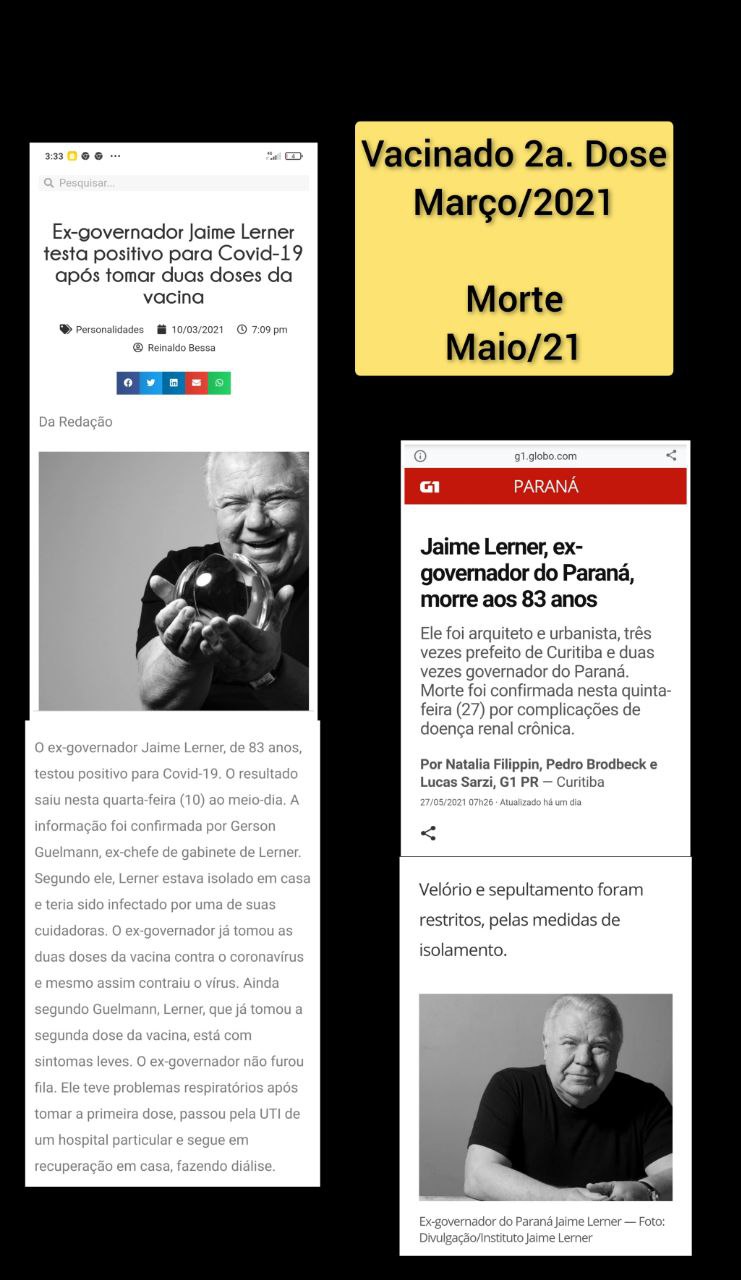 3:33
Pesquisar...
Ex-governador Jaime Lerner
testa positivo para Covid-19
após tomar duas doses da
vacina
Personalidades 10/03/2021 7:09 pm
Reinaldo Bessa
Da Redação
O ex-governador Jaime Lerner, de 83 anos,
testou positivo para Covid-19. O resultado
saiu nesta quarta-feira (10) ao meio-dia. A
informação foi confirmada por Gerson
Guelmann, ex-chefe de gabinete de Lerner.
Segundo ele, Lerner estava isolado em casa
e teria sido infectado por uma de suas
cuidadoras. O ex-governador já tomou as
duas doses da vacina contra o coronavírus
e mesmo assim contraiu o vírus. Ainda
segundo Guelmann, Lerner, que já tomou a
segunda dose da vacina, está com
sintomas leves. O ex-governador não furou
fila. Ele teve problemas respiratórios após
tomar a primeira dose, passou pela UTI de
um hospital particular e segue em
recuperação em casa, fazendo diálise.
Vacinado 2a. Dose
Março/2021
Morte
Maio/21
g1.globo.com
G1 PARANÁ
Jaime Lerner, ex-
governador do Paraná,
morre aos 83 anos
Ele foi arquiteto e urbanista, três
vezes prefeito de Curitiba e duas
vezes governador do Paraná.
Morte foi confirmada nesta quinta-
feira (27) por complicações de
doença renal crônica.
Por Natalia Filippin, Pedro Brodbeck e
Lucas Sarzi, G1 PR — Curitiba
27/05/2021 07h26 · Atualizado há um dia
Velório e sepultamento foram
restritos, pelas medidas de
isolamento.
Ex-governador do Paraná Jaime Lerner — Foto:
Divulgação/Instituto Jaime Lerner